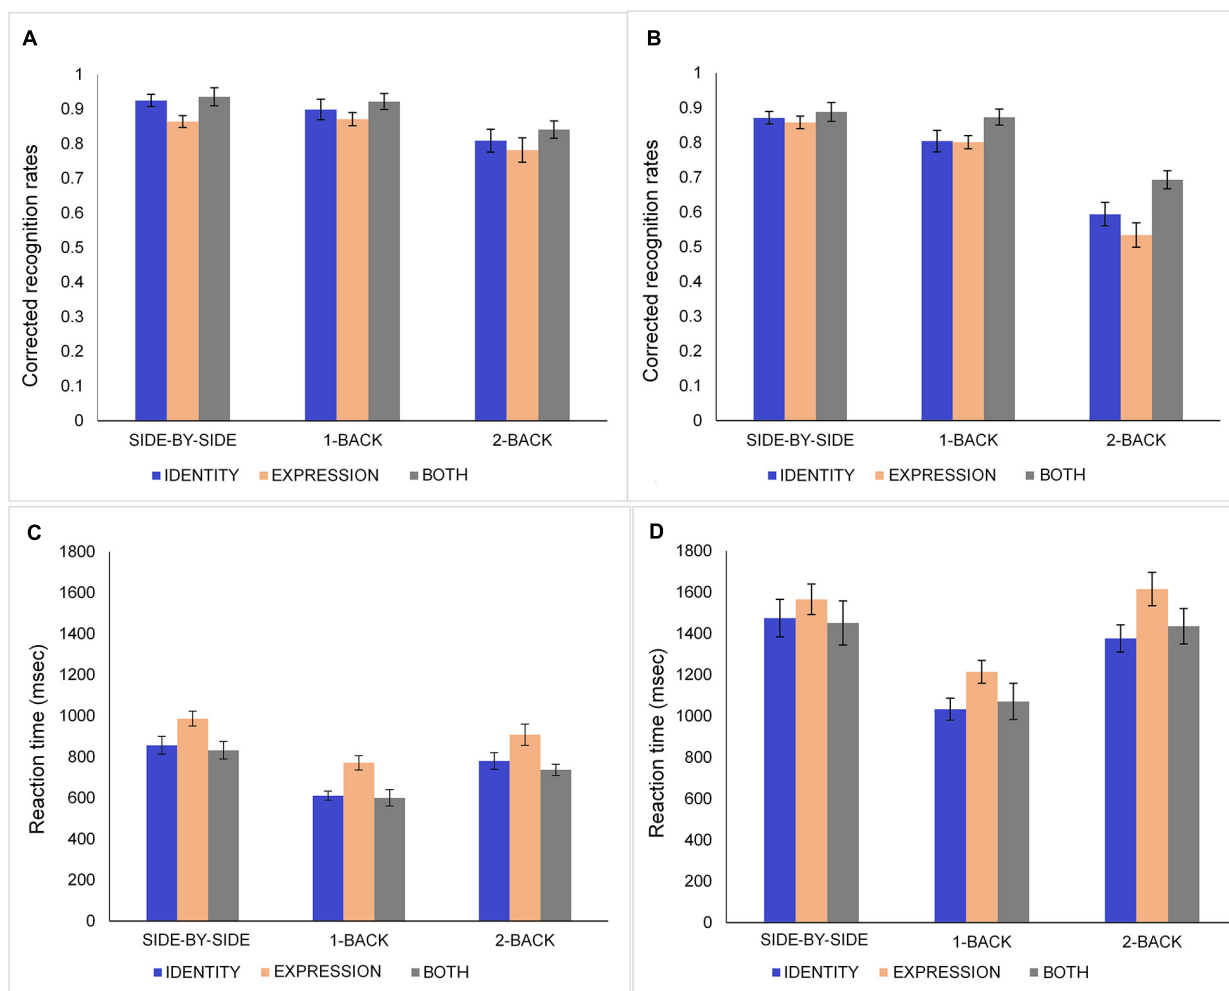 A
Corrected recognition rates
1
0.9
0.8
0.7
0.6
0.5
0.4
0.3
0.2
0.1
0
SIDE-BY-SIDE 1-BACK 2-BACK
IDENTITY EXPRESSION BOTH
B
Corrected recognition rates
1
0.9
0.8
0.7
0.6
0.5
0.4
0.3
0.2
0.1
0
SIDE-BY-SIDE 1-BACK 2-BACK
IDENTITY EXPRESSION BOTH
C
Reaction time (msec)
1800
1600
1400
1200
1000
800
600
400
200
0
SIDE-BY-SIDE 1-BACK 2-BACK
IDENTITY EXPRESSION BOTH
D
Reaction time (msec)
1800
1600
1400
1200
1000
800
600
400
200
0
SIDE-BY-SIDE 1-BACK 2-BACK
IDENTITY EXPRESSION BOTH